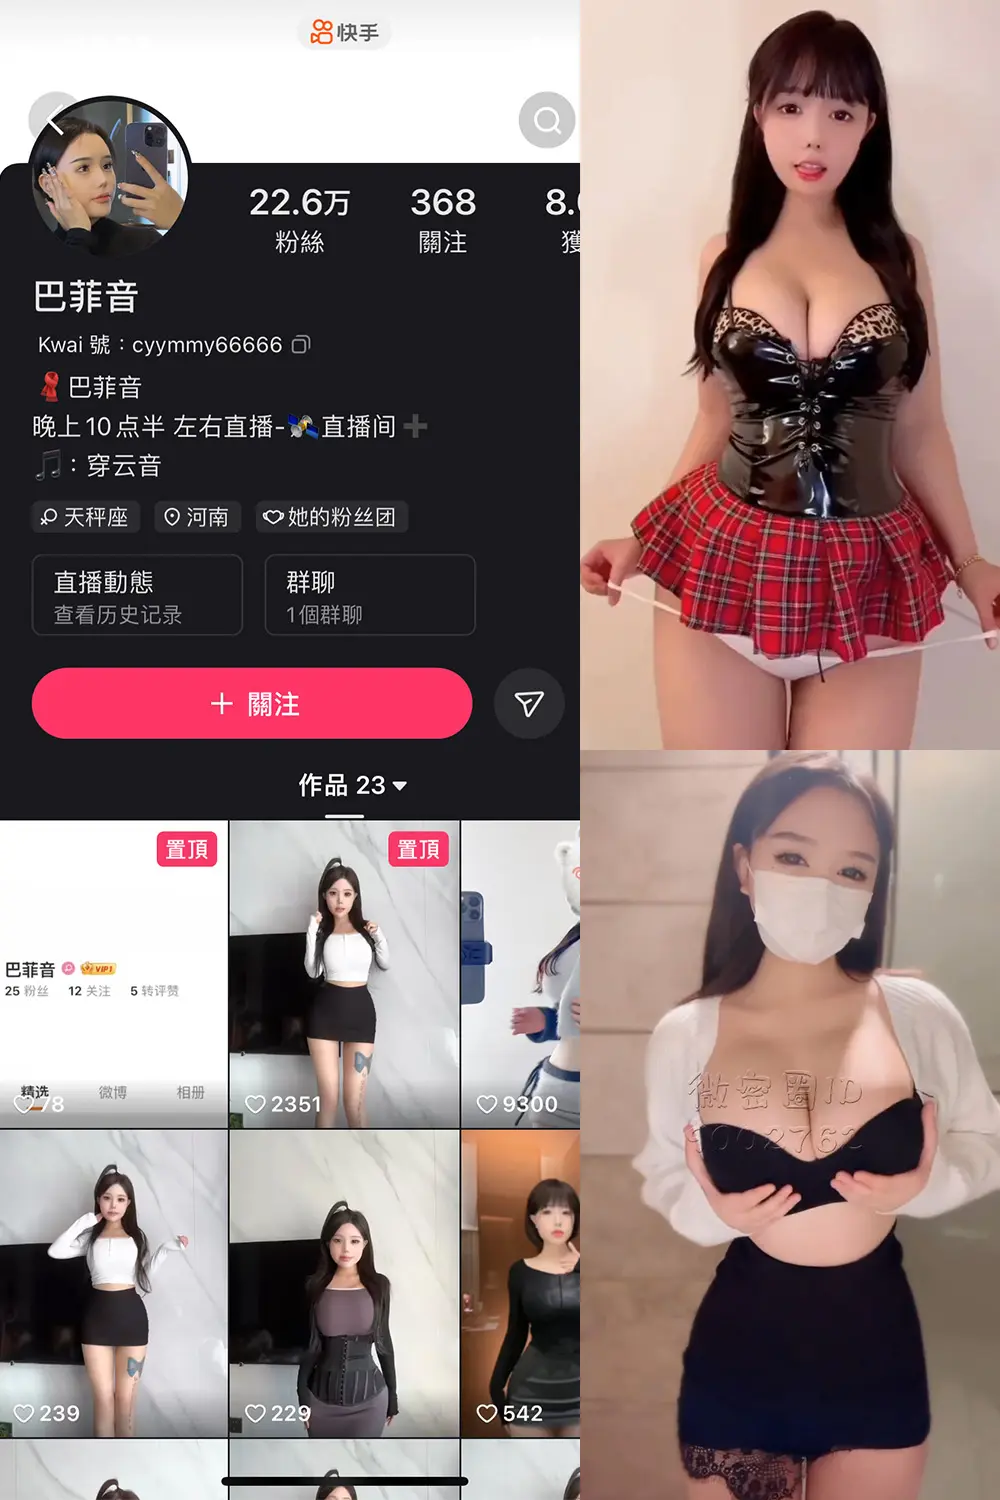 快手
22.6万 368
粉絲 關注
巴菲音
Kwai 號：cyymmy66666
巴菲音
晚上10点半 左右直播-🛰️直播间➕
🎵：穿云音
天秤座 河南 她的粉丝团
直播動態 群聊
查看历史记录 1個群聊
+ 關注
作品 23
置頂 置頂
巴菲音 VIP1
25 粉丝 12 关注 5 转评赞
精选 微博 相册
78 2351 9300
239 229 542
微密圈ID
9002762